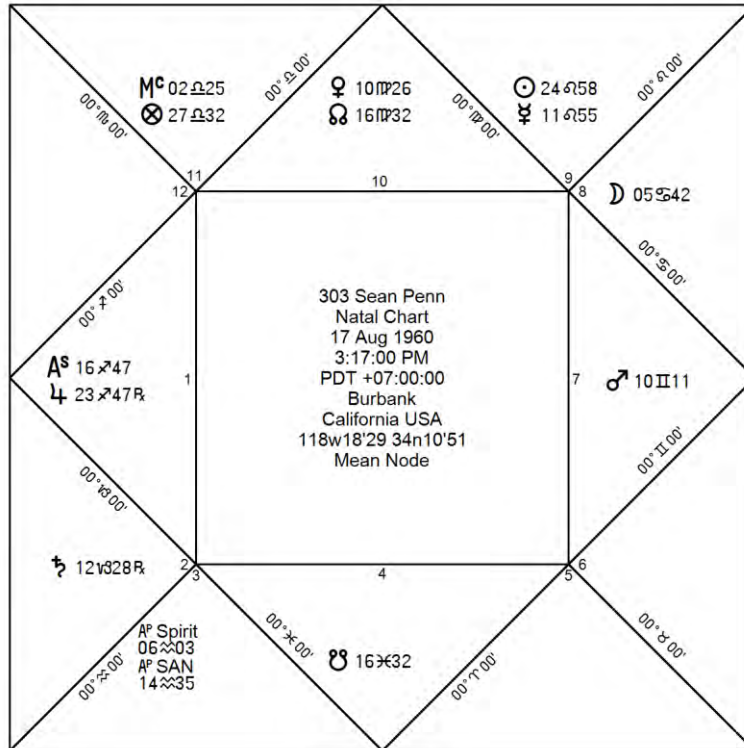 Mc 02♎25
⊗ 27♎32
00°♎00'
♀ 10♍26
☊ 16♍32
00°♍00'
☉ 24♌58
☿ 11♌55
00°♌00'
00°♏00'
11
12
10
9
8
☽ 05♋42
00°♋00'
00°♐00'
As 16♐47
♃ 23♐47℞
1
303 Sean Penn
Natal Chart
17 Aug 1960
3:17:00 PM
PDT +07:00:00
Burbank
California USA
118w18'29 34n10'51
Mean Node
7
♂ 10♊11
00°♊00'
00°♑00'
♄ 12♑28℞
2
3
4
5
6
AP Spirit
06♒03
AP SAN
14♒35
00°♒00'
00°♓00'
☋ 16♓32
00°♈00'
00°♉00'